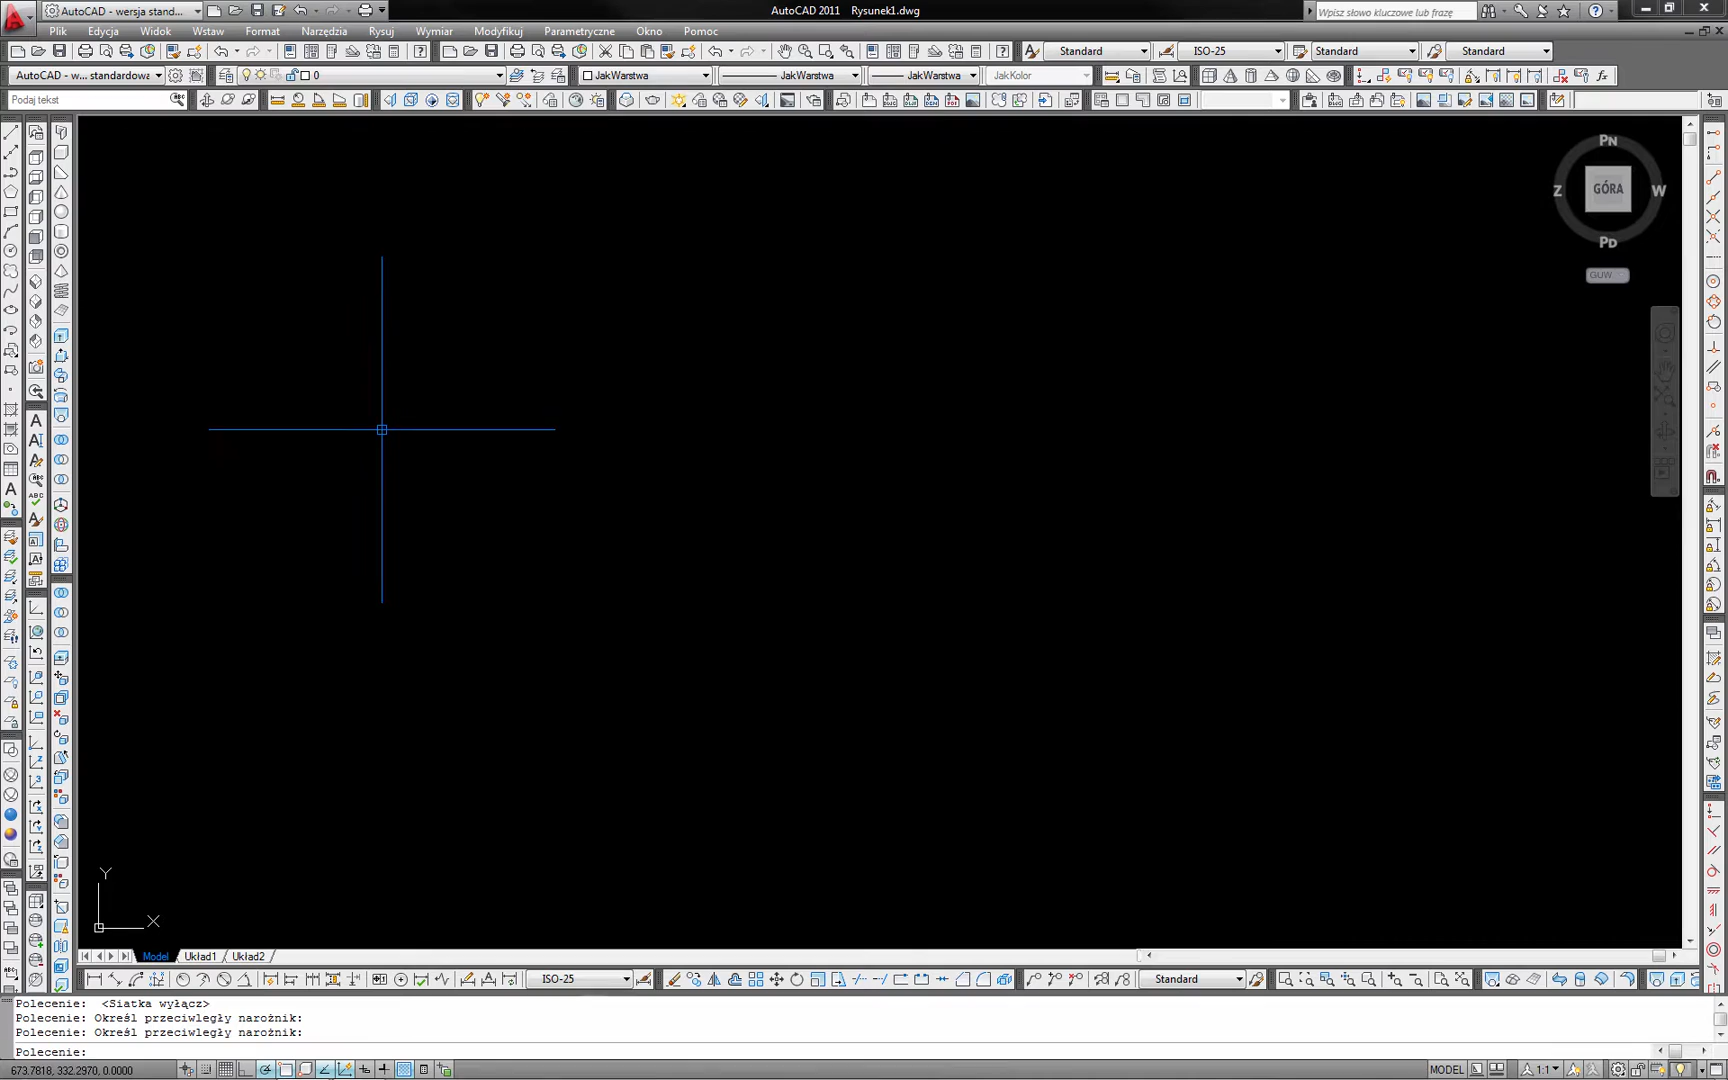 AutoCAD - wersja stand...
AutoCAD 2011 Rysunek1.dwg
Wpisz słowo kluczowe lub frazę
Plik Edycja Widok Wstaw Format Narzędzia Rysuj Wymiar Modyfikuj Parametryczne Okno Pomoc
Standard ISO-25 Standard Standard
AutoCAD - w... standardowa
0
JakWarstwa JakWarstwa JakWarstwa JakKolor
Podaj tekst
PN
Z GÓRA W
PD
GUW
Y
X
Model Układ1 Układ2
ISO-25 Standard
Polecenie: <Siatka wyłącz>
Polecenie: Określ przeciwległy narożnik:
Polecenie: Określ przeciwległy narożnik:
Polecenie:
673.7818, 332.2970, 0.0000
MODEL 1:1